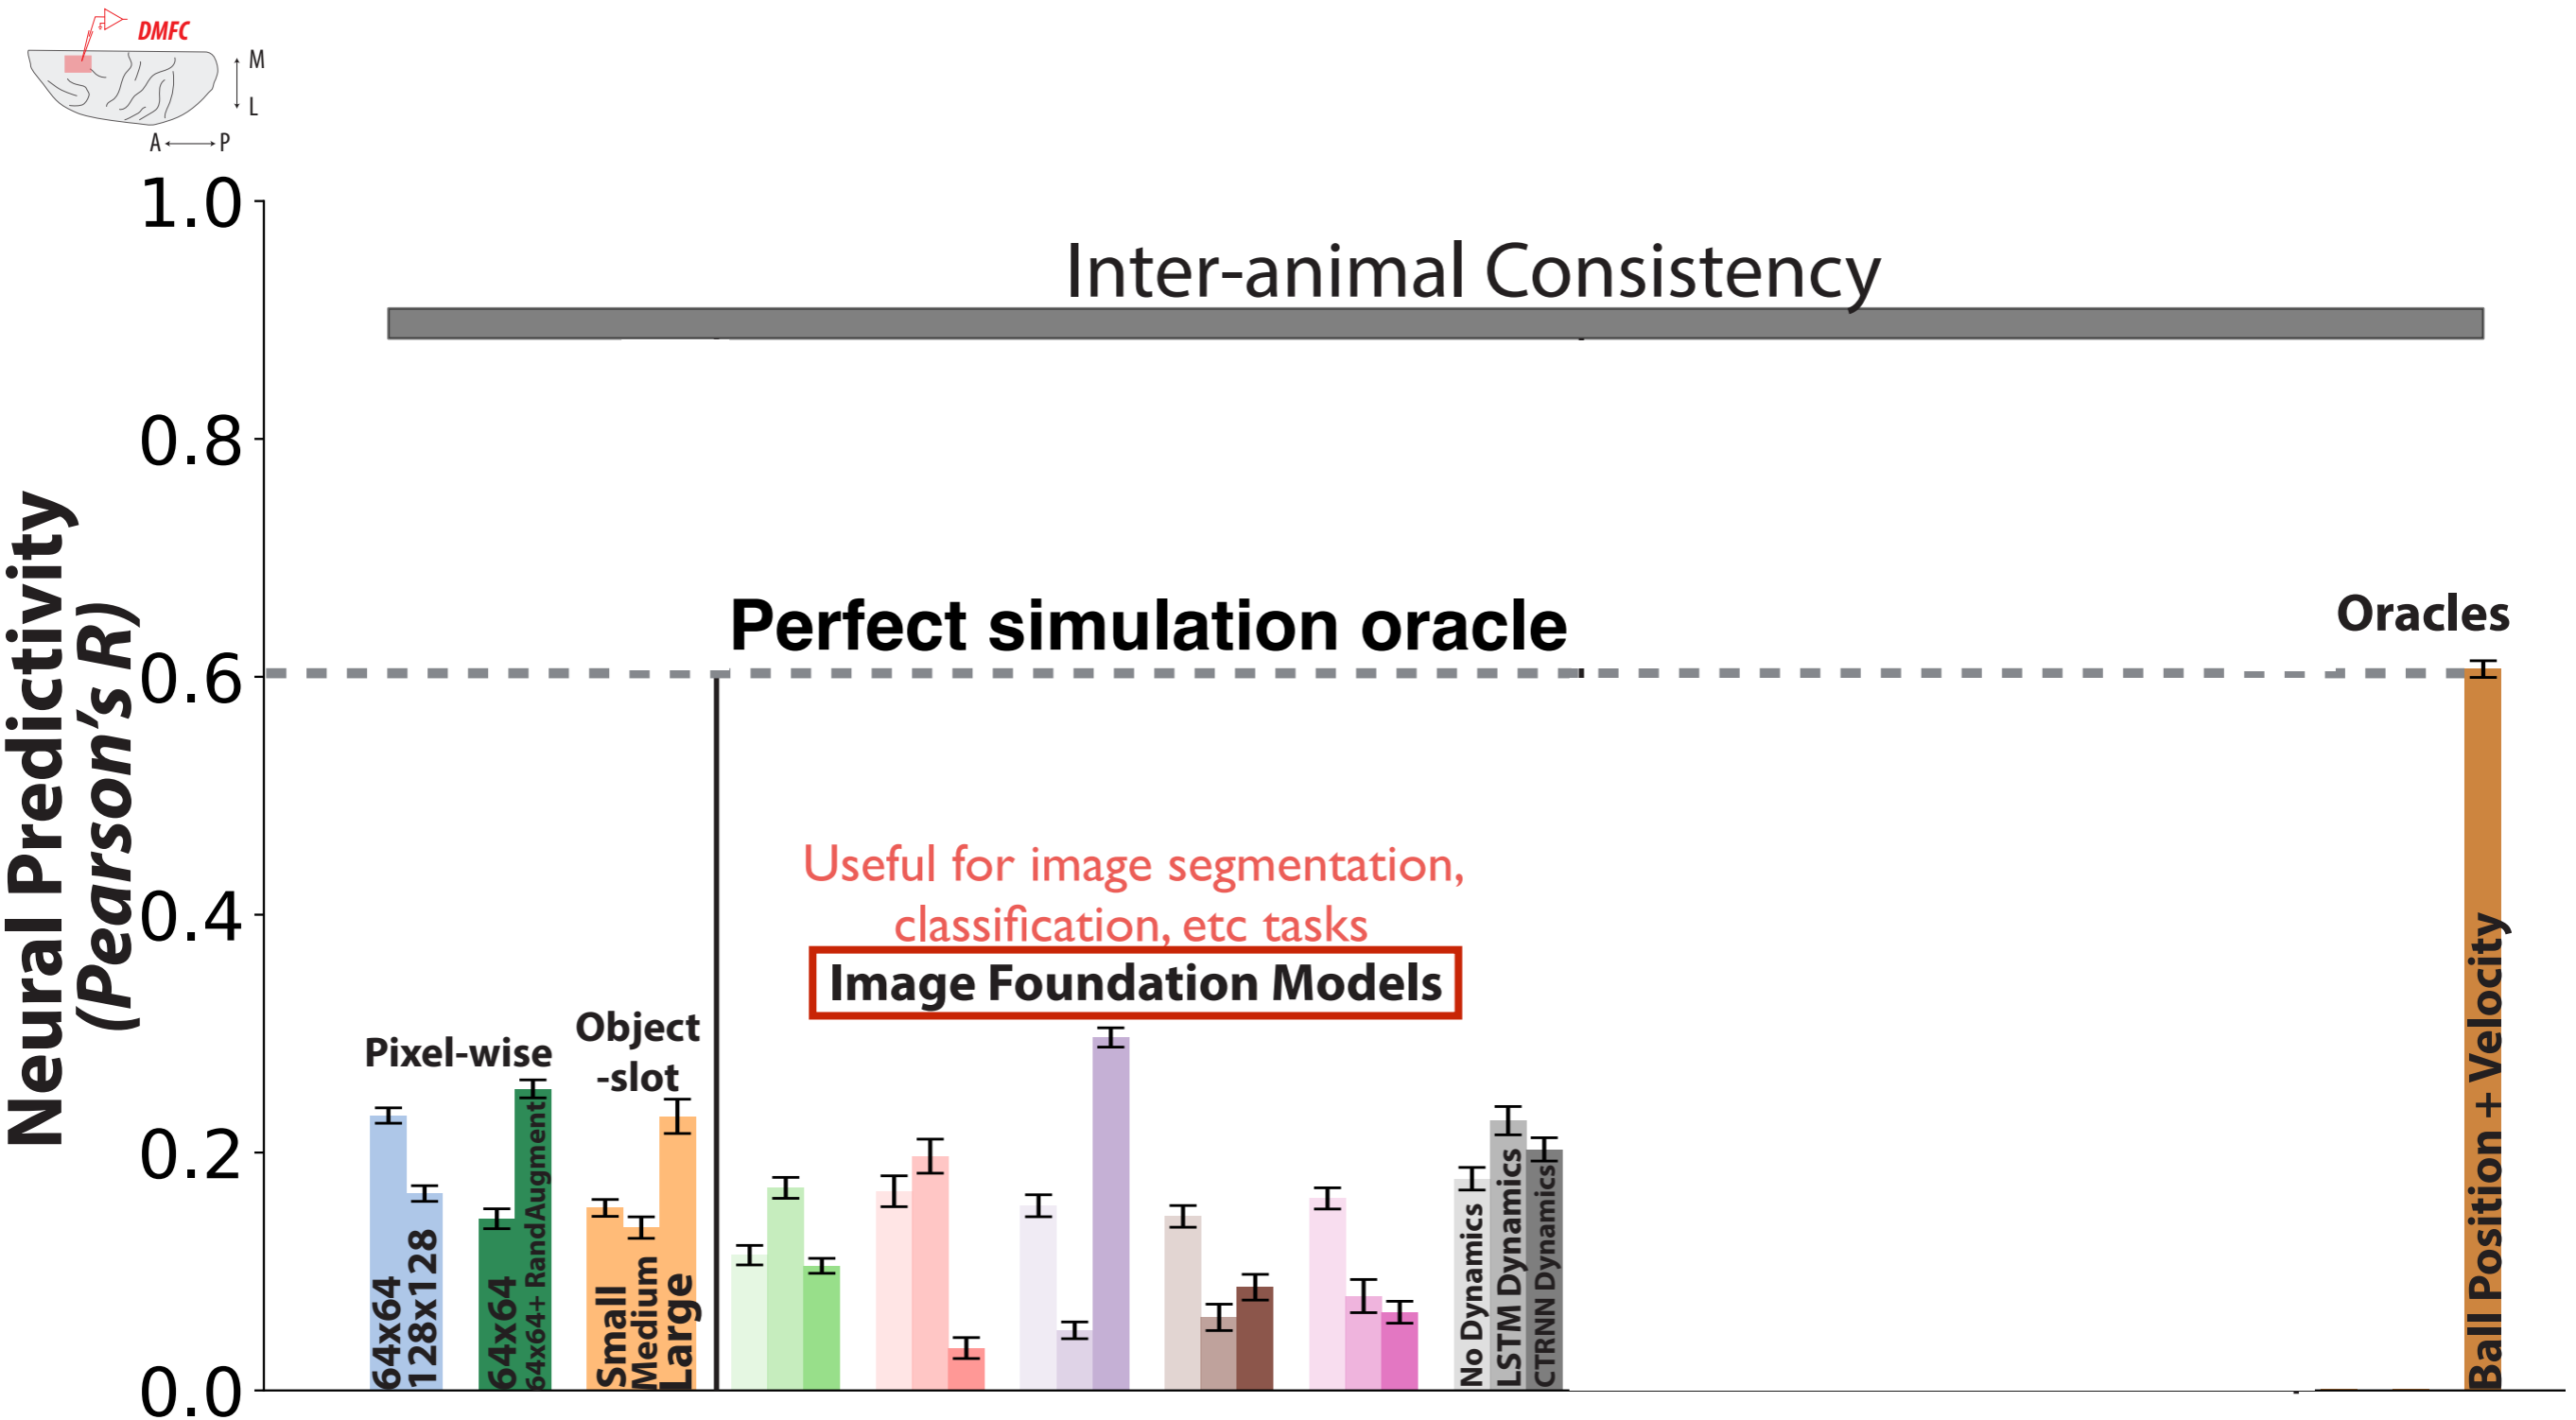 DMFC
M
L
A P
1.0
Inter-animal Consistency
0.8
Neural Predictivity
(Pearson’s R)
Perfect simulation oracle
Oracles
0.6
Useful for image segmentation,
classification, etc tasks
0.4
Image Foundation Models
Pixel-wise
Object
-slot
0.2
64x64
128x128
64x64
64x64+ RandAugment
Small
Medium
Large
No Dynamics
LSTM Dynamics
CTRNN Dynamics
Ball Position + Velocity
0.0